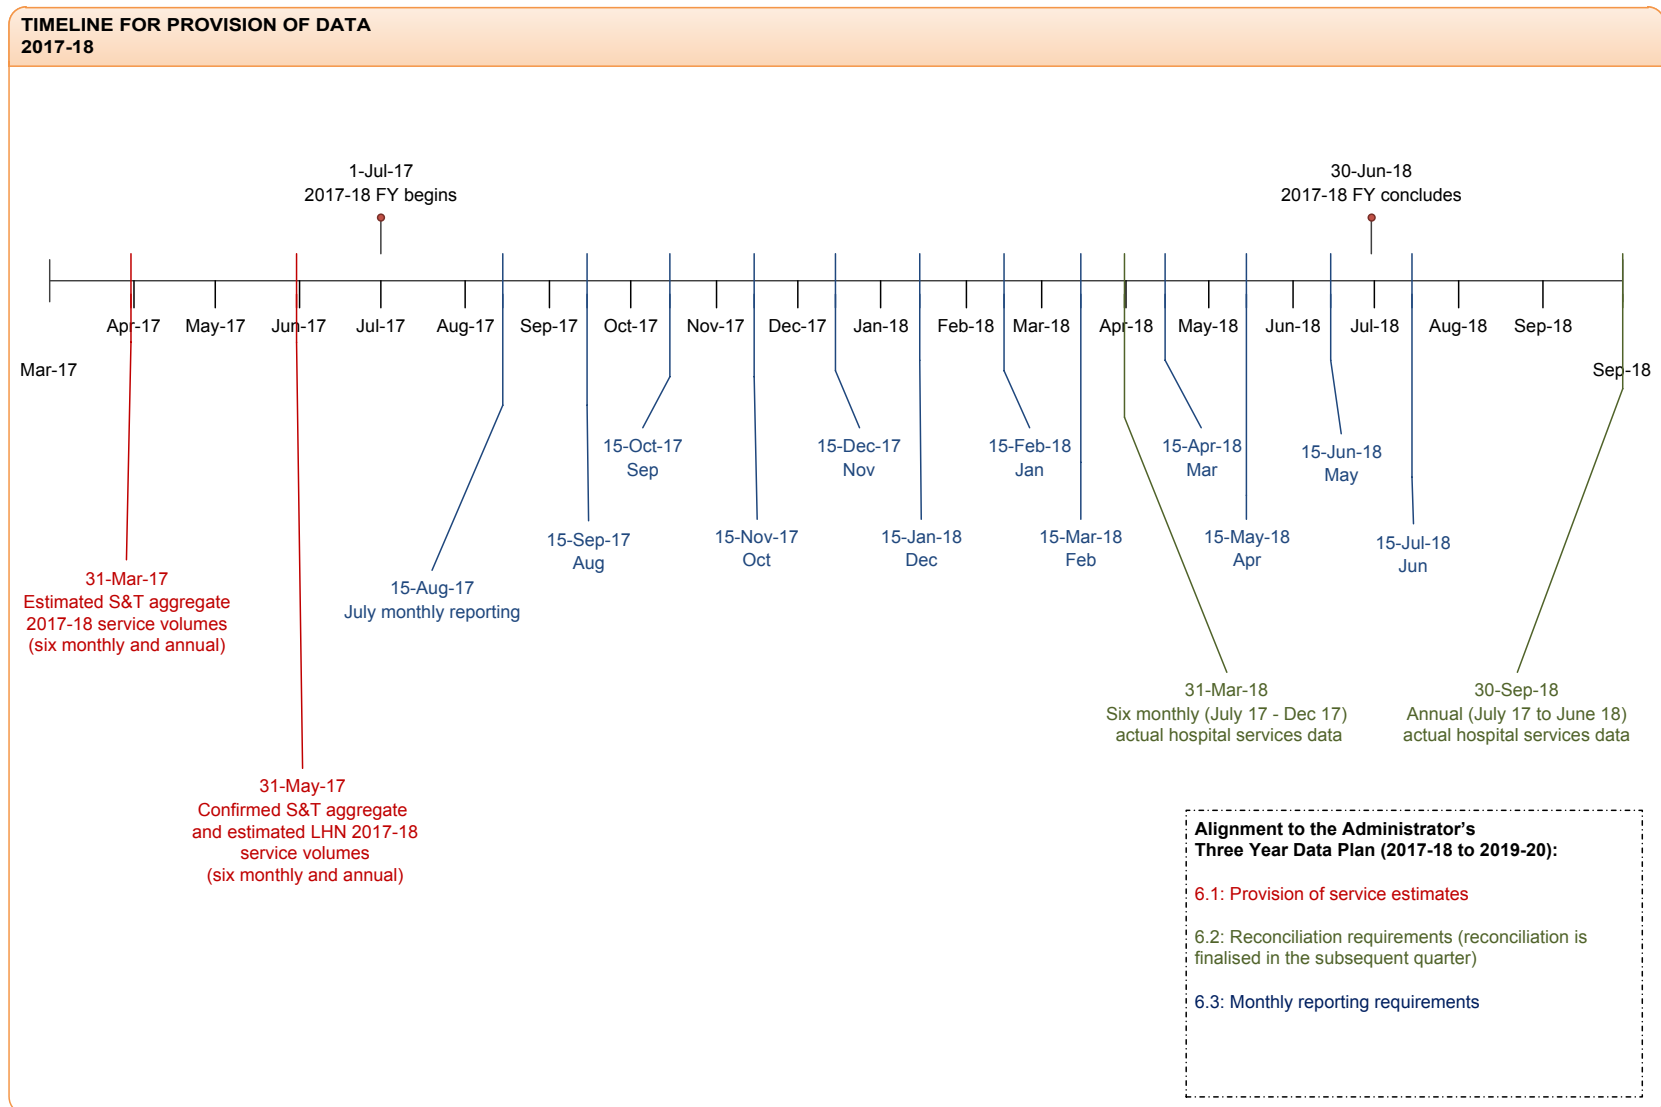 TIMELINE FOR PROVISION OF DATA
2017-18
1-Jul-17
2017-18 FY begins
30-Jun-18
2017-18 FY concludes
Apr-17 May-17 Jun-17 Jul-17 Aug-17 Sep-17 Oct-17 Nov-17 Dec-17 Jan-18 Feb-18 Mar-18 Apr-18 May-18 Jun-18 Jul-18 Aug-18 Sep-18
Mar-17
Sep-18
15-Oct-17
Sep
15-Dec-17
Nov
15-Feb-18
Jan
15-Apr-18
Mar
15-Jun-18
May
15-Sep-17
Aug
15-Nov-17
Oct
15-Jan-18
Dec
15-Mar-18
Feb
15-May-18
Apr
15-Jul-18
Jun
31-Mar-17
Estimated S&T aggregate
2017-18 service volumes
(six monthly and annual)
15-Aug-17
July monthly reporting
31-Mar-18
Six monthly (July 17 - Dec 17)
actual hospital services data
30-Sep-18
Annual (July 17 to June 18)
actual hospital services data
31-May-17
Confirmed S&T aggregate
and estimated LHN 2017-18
service volumes
(six monthly and annual)
Alignment to the Administrator's
Three Year Data Plan (2017-18 to 2019-20):
6.1: Provision of service estimates
6.2: Reconciliation requirements (reconciliation is
finalised in the subsequent quarter)
6.3: Monthly reporting requirements